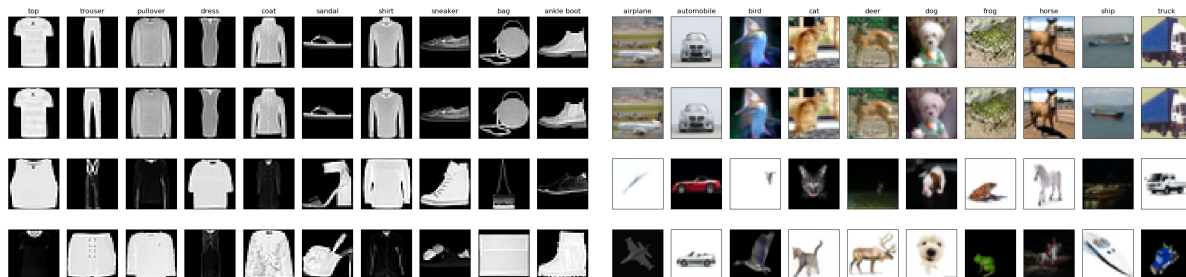 top trouser pullover dress coat sandal shirt sneaker bag ankle boot airplane automobile bird cat deer dog frog horse ship truck